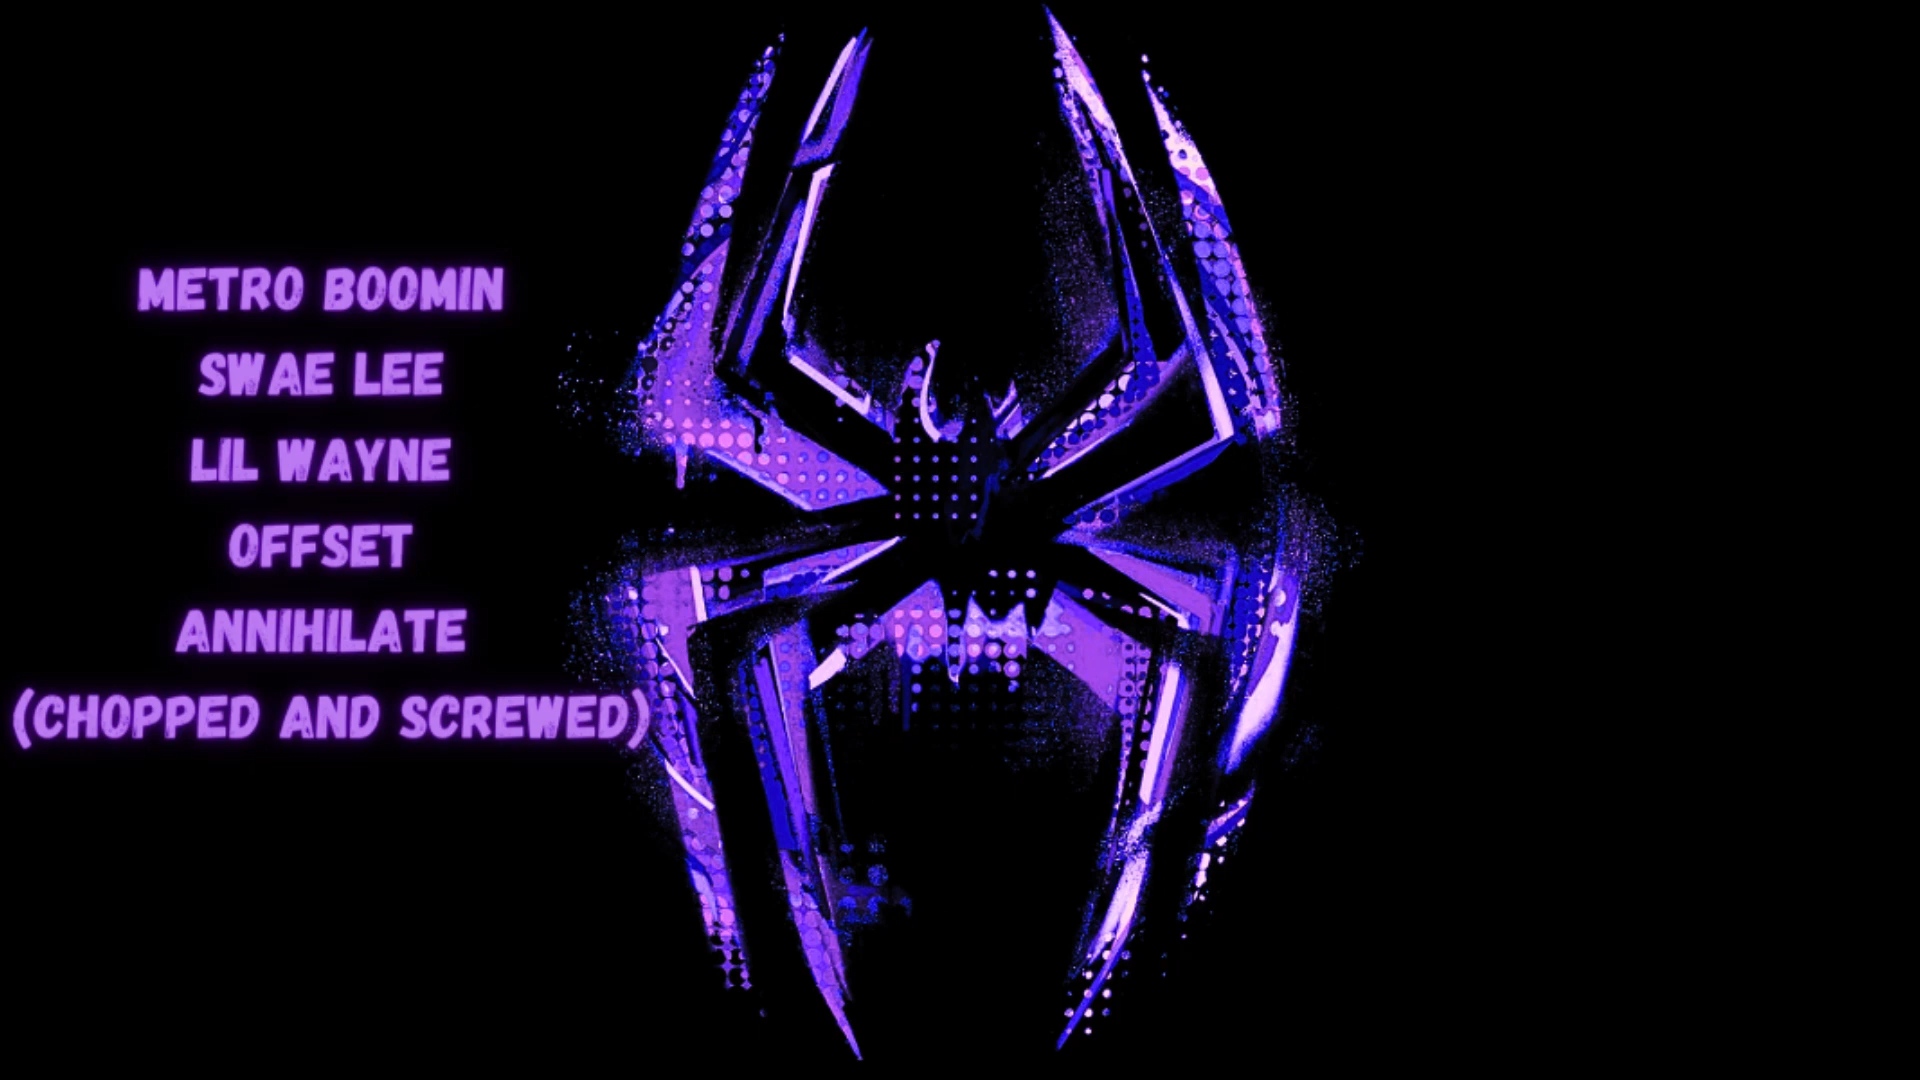 METRO BOOMIN
SWAE LEE
LIL WAYNE
OFFSET
ANNIHILATE
(CHOPPED AND SCREWED)